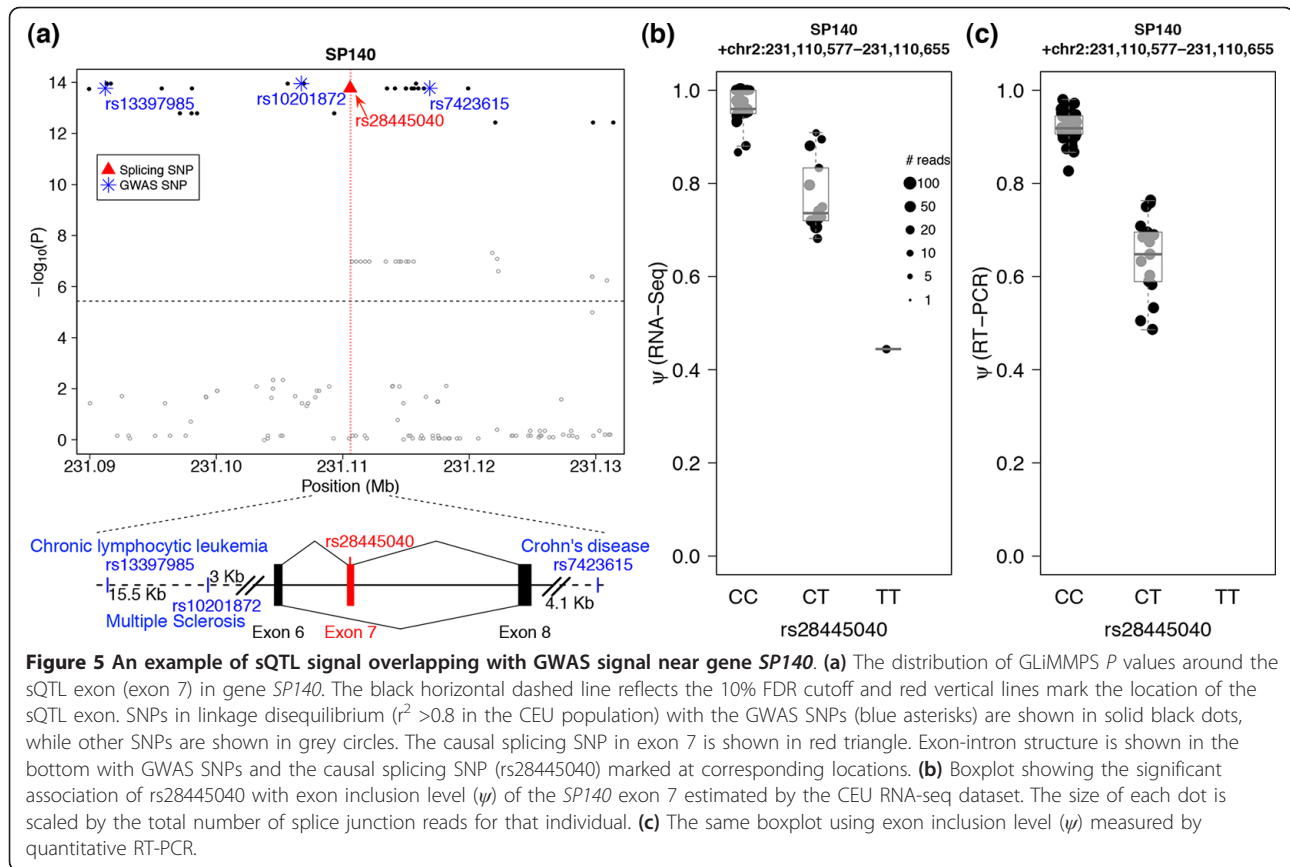 (a)
SP140
14
12
10
8
6
4
2
0
−log10(P)
rs13397985
rs10201872
rs7423615
rs28445040
Splicing SNP
GWAS SNP
231.09 231.10 231.11 231.12 231.13
Position (Mb)
Chronic lymphocytic leukemia
rs13397985
15.5 Kb
3 Kb
rs10201872
Multiple Sclerosis
rs28445040
Crohn's disease
rs7423615
4.1 Kb
Exon 6 Exon 7 Exon 8
(b)
SP140
+chr2:231,110,577−231,110,655
1.0
0.8
0.6
0.4
0.2
0.0
ψ (RNA−Seq)
# reads
100
50
20
10
5
1
CC CT TT
rs28445040
(c)
SP140
+chr2:231,110,577−231,110,655
1.0
0.8
0.6
0.4
0.2
0.0
ψ (RT−PCR)
CC CT TT
rs28445040
Figure 5 An example of sQTL signal overlapping with GWAS signal near gene SP140. (a) The distribution of GLiMMPS P values around the
sQTL exon (exon 7) in gene SP140. The black horizontal dashed line reflects the 10% FDR cutoff and red vertical lines mark the location of the
sQTL exon. SNPs in linkage disequilibrium (r² >0.8 in the CEU population) with the GWAS SNPs (blue asterisks) are shown in solid black dots,
while other SNPs are shown in grey circles. The causal splicing SNP in exon 7 is shown in red triangle. Exon-intron structure is shown in the
bottom with GWAS SNPs and the causal splicing SNP (rs28445040) marked at corresponding locations. (b) Boxplot showing the significant
association of rs28445040 with exon inclusion level (ψ) of the SP140 exon 7 estimated by the CEU RNA-seq dataset. The size of each dot is
scaled by the total number of splice junction reads for that individual. (c) The same boxplot using exon inclusion level (ψ) measured by
quantitative RT-PCR.